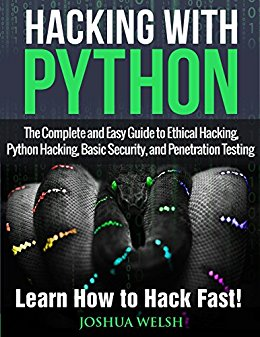 HACKING WITH
PYTHON
The Complete and Easy Guide to Ethical Hacking,
Python Hacking, Basic Security, and Penetration Testing
Learn How to Hack Fast!
JOSHUA WELSH